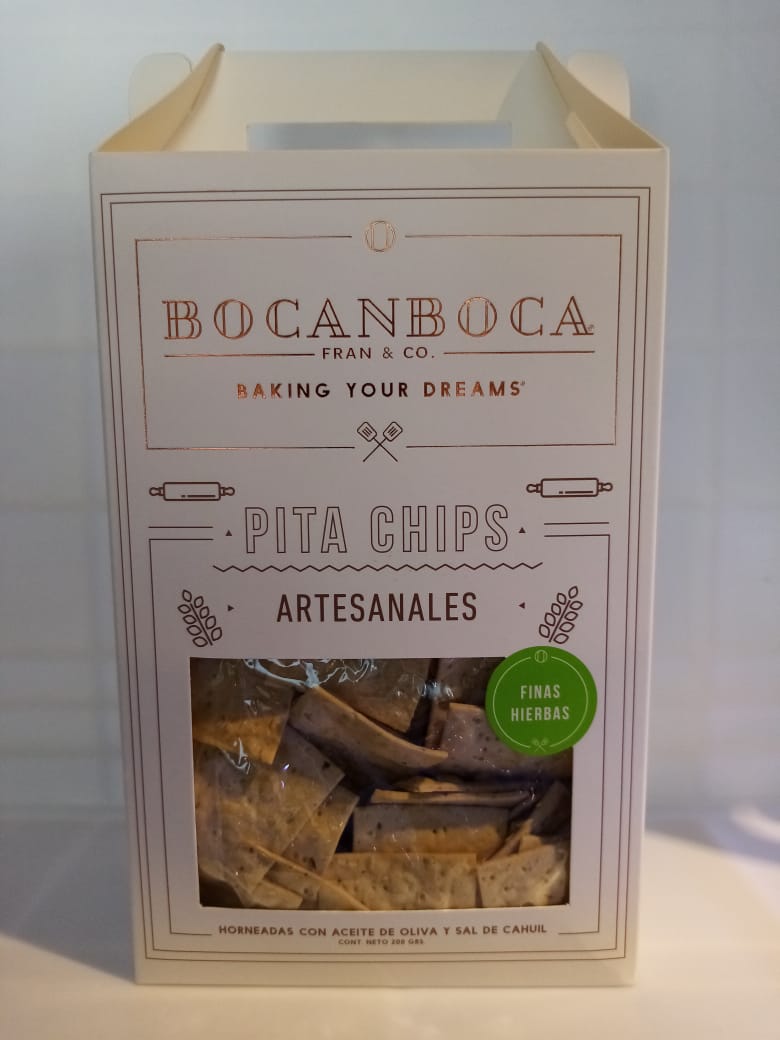 BOCANBOCA
FRAN & CO.
BAKING YOUR DREAMS®
PITA CHIPS
ARTESANALES
FINAS
HIERBAS
HORNEADAS CON ACEITE DE OLIVA Y SAL DE CAHUIL
CONT NETO 200 GRS